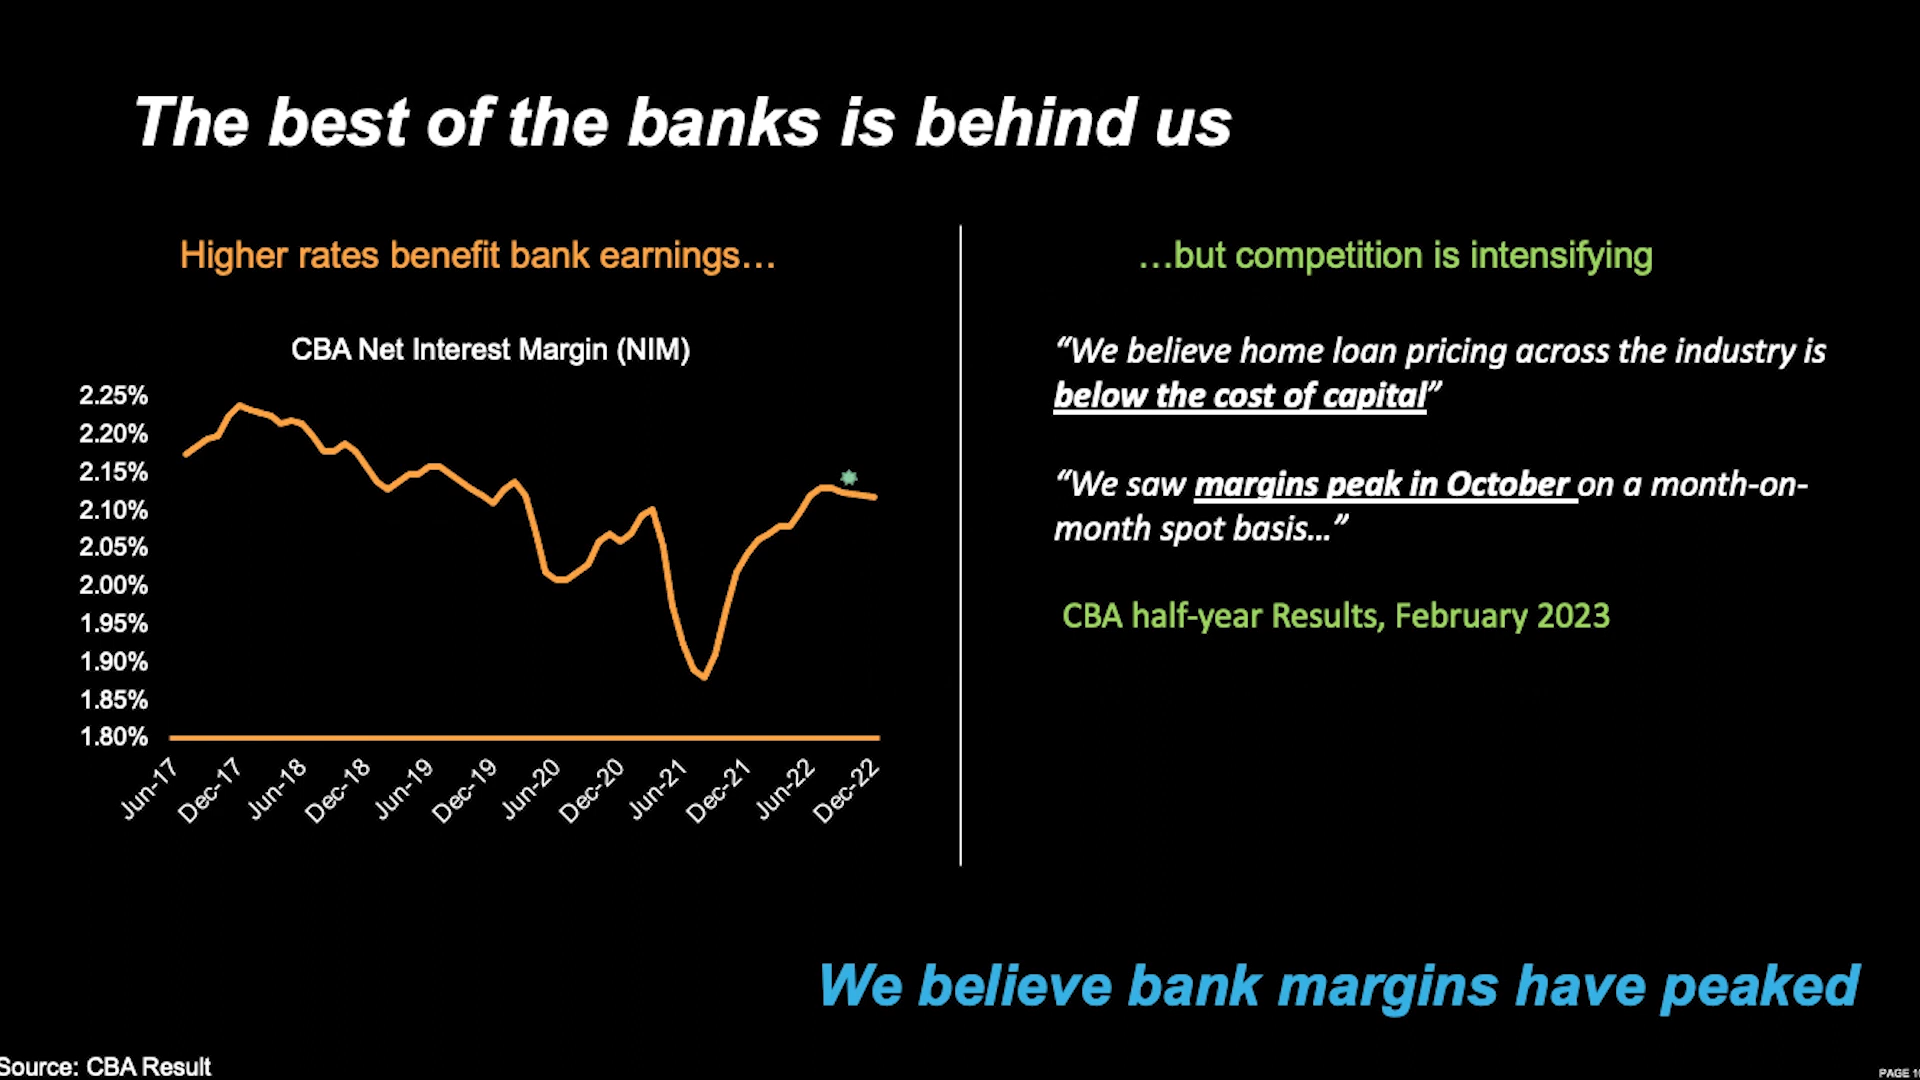 The best of the banks is behind us
Higher rates benefit bank earnings…
CBA Net Interest Margin (NIM)
2.25%
2.20%
2.15%
2.10%
2.05%
2.00%
1.95%
1.90%
1.85%
1.80%
Jun-17
Dec-17
Jun-18
Dec-18
Jun-19
Dec-19
Jun-20
Dec-20
Jun-21
Dec-21
Jun-22
Dec-22
…but competition is intensifying
“We believe home loan pricing across the industry is
below the cost of capital”
“We saw margins peak in October on a month-on-
month spot basis…”
CBA half-year Results, February 2023
We believe bank margins have peaked
Source: CBA Result
PAGE